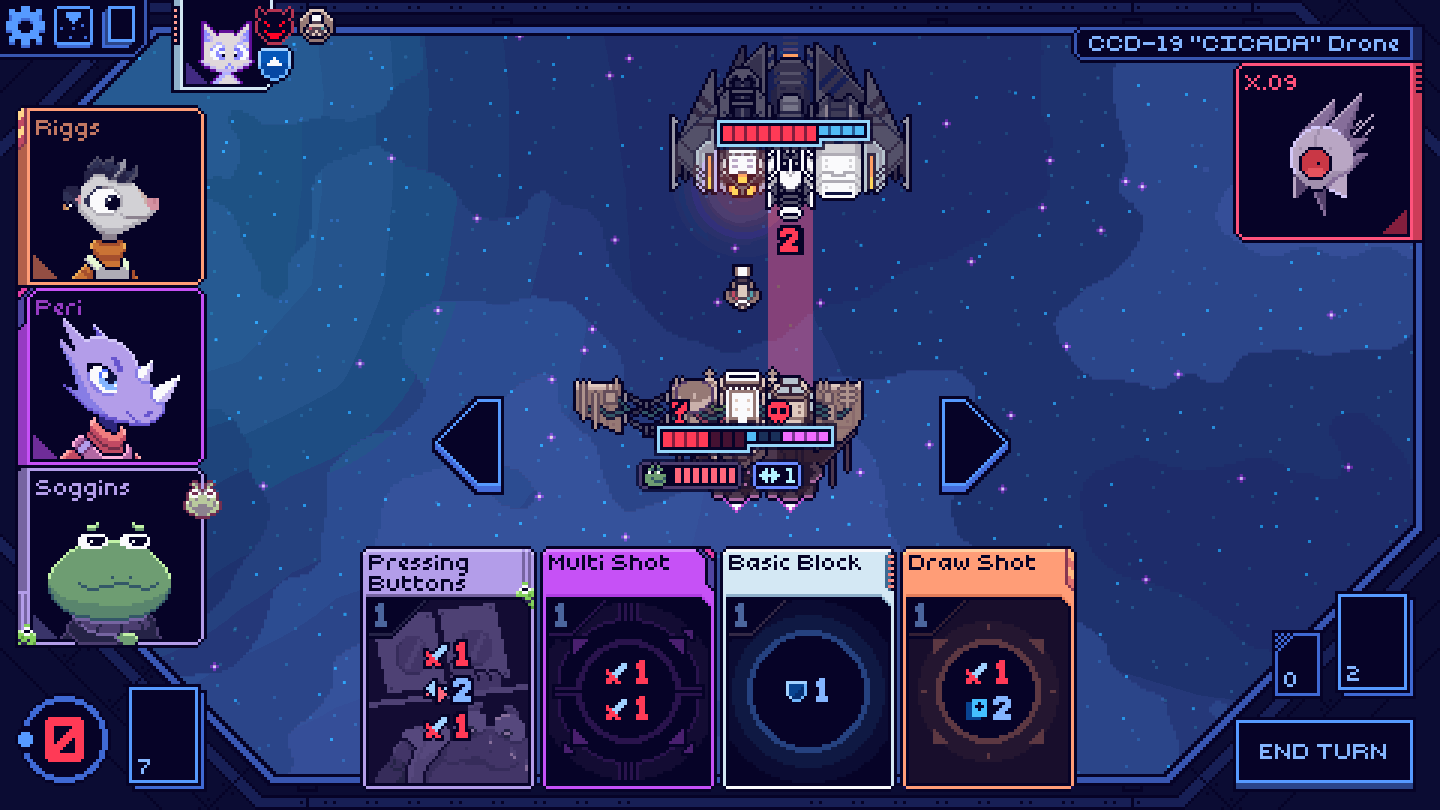 CCD-19 "CICADA" Drone
X.09
Riggs
Peri
Soggins
2
1
Pressing
Buttons
1
1
2
1
Multi Shot
1
1
1
Basic Block
1
1
Draw Shot
1
1
2
0
7
0
2
END TURN